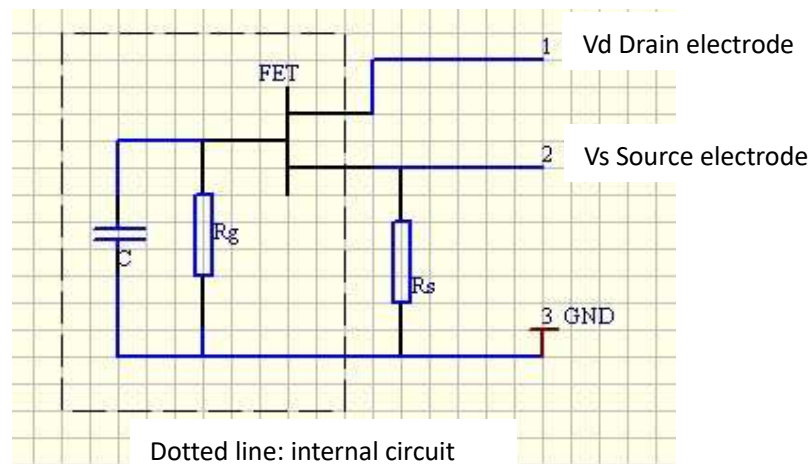 1 Vd Drain electrode
FET
2 Vs Source electrode
Rg
C
Rs
3 GND
Dotted line: internal circuit